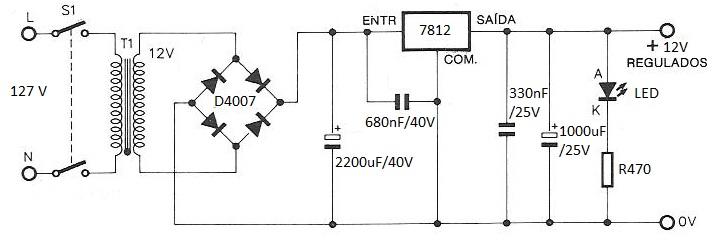 L
S1
T1
12V
127 V
N
D4007
2200uF/40V
+
680nF/40V
ENTR
7812
SAÍDA
COM.
330nF
/25V
+
1000uF
/25V
A
K
LED
R470
+ 12V
REGULADOS
0V